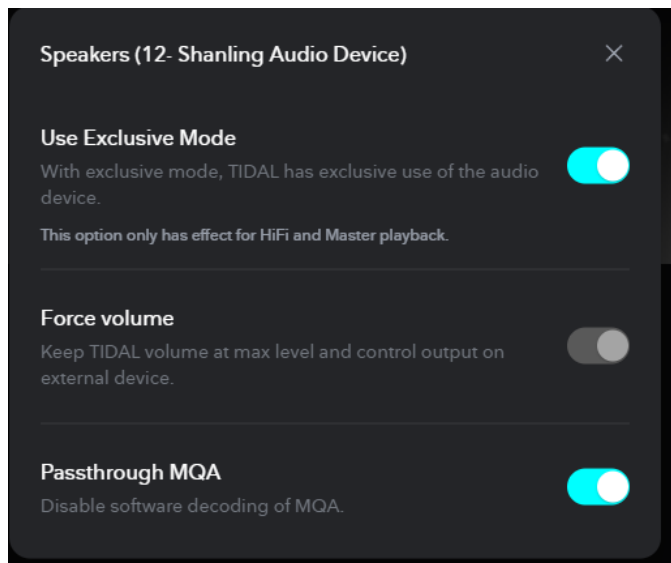 Speakers (12- Shanling Audio Device)
Use Exclusive Mode
With exclusive mode, TIDAL has exclusive use of the audio
device.
This option only has effect for HiFi and Master playback.
Force volume
Keep TIDAL volume at max level and control output on
external device.
Passthrough MQA
Disable software decoding of MQA.